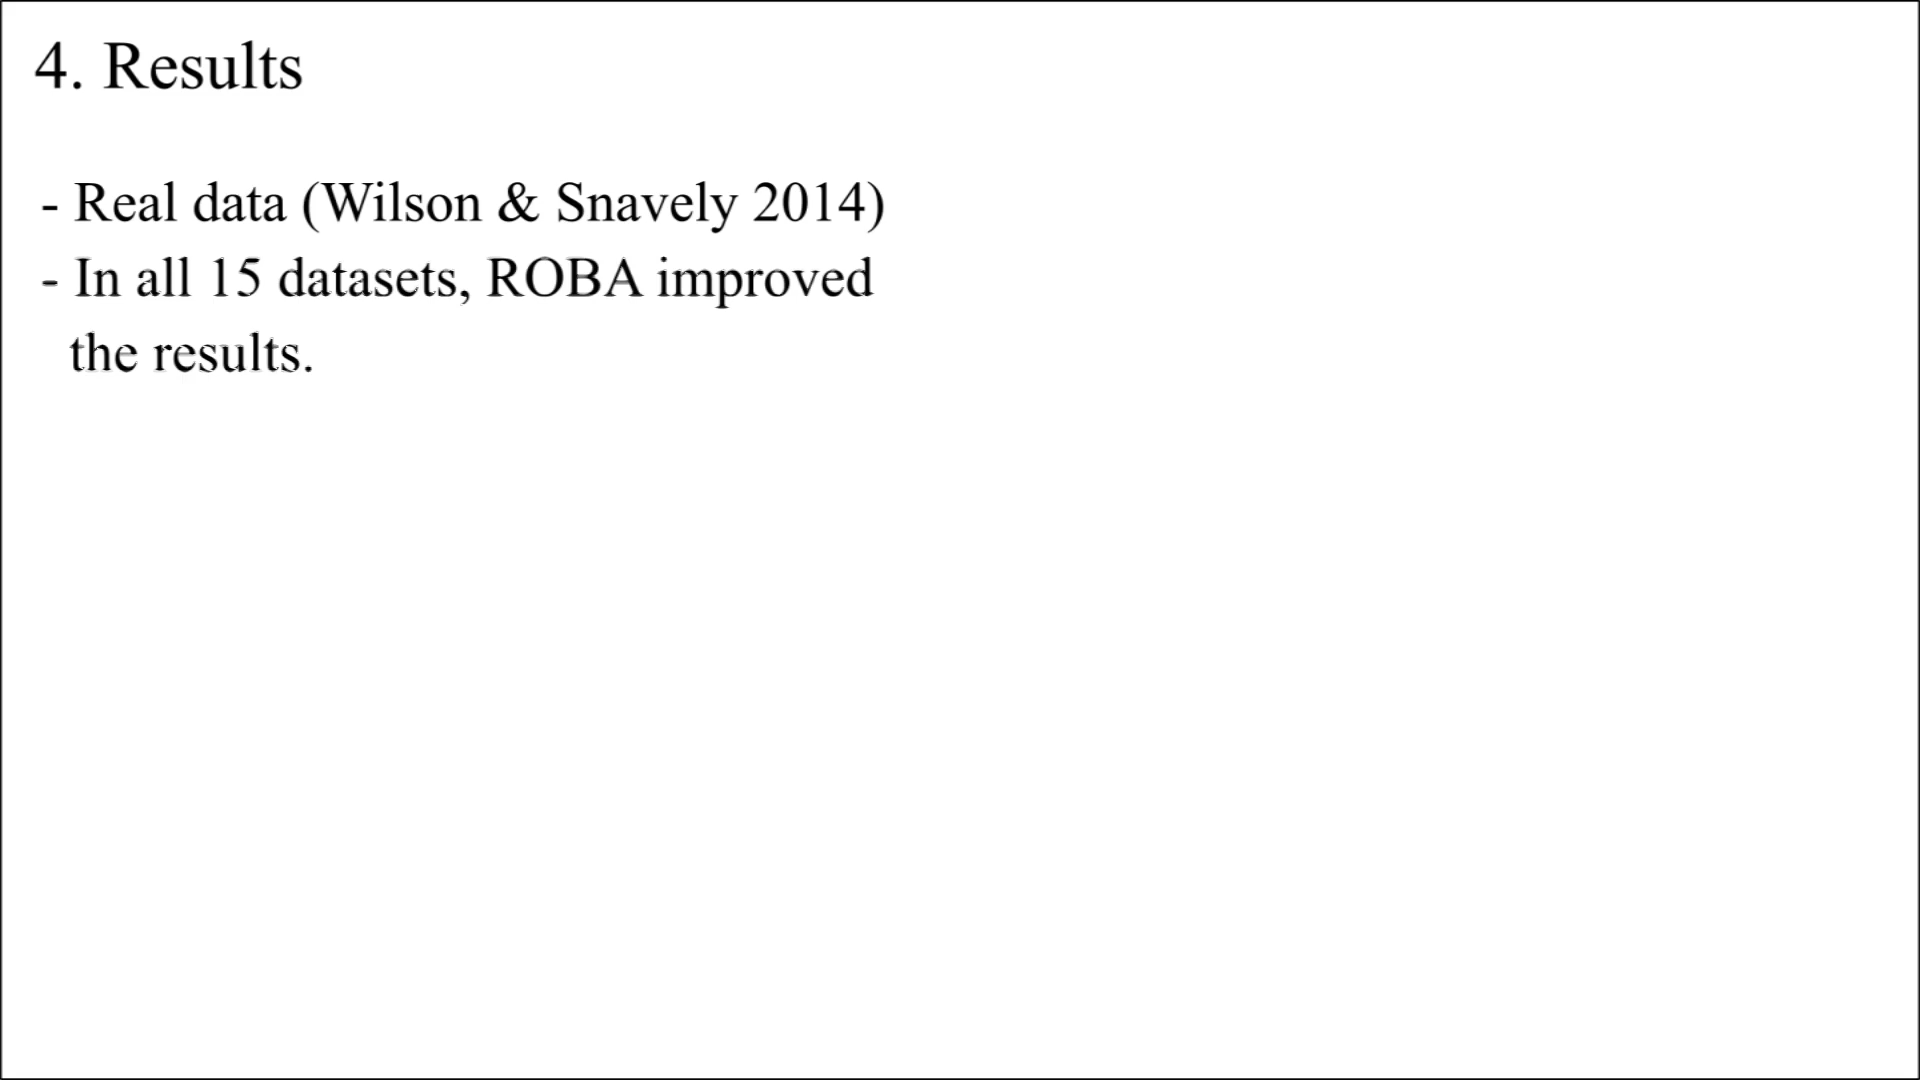 4. Results
- Real data (Wilson & Snavely 2014)
- In all 15 datasets, ROBA improved
the results.